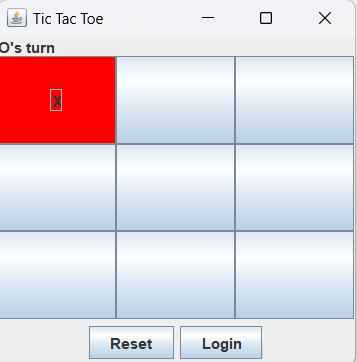 Tic Tac Toe
O's turn
X
Reset Login